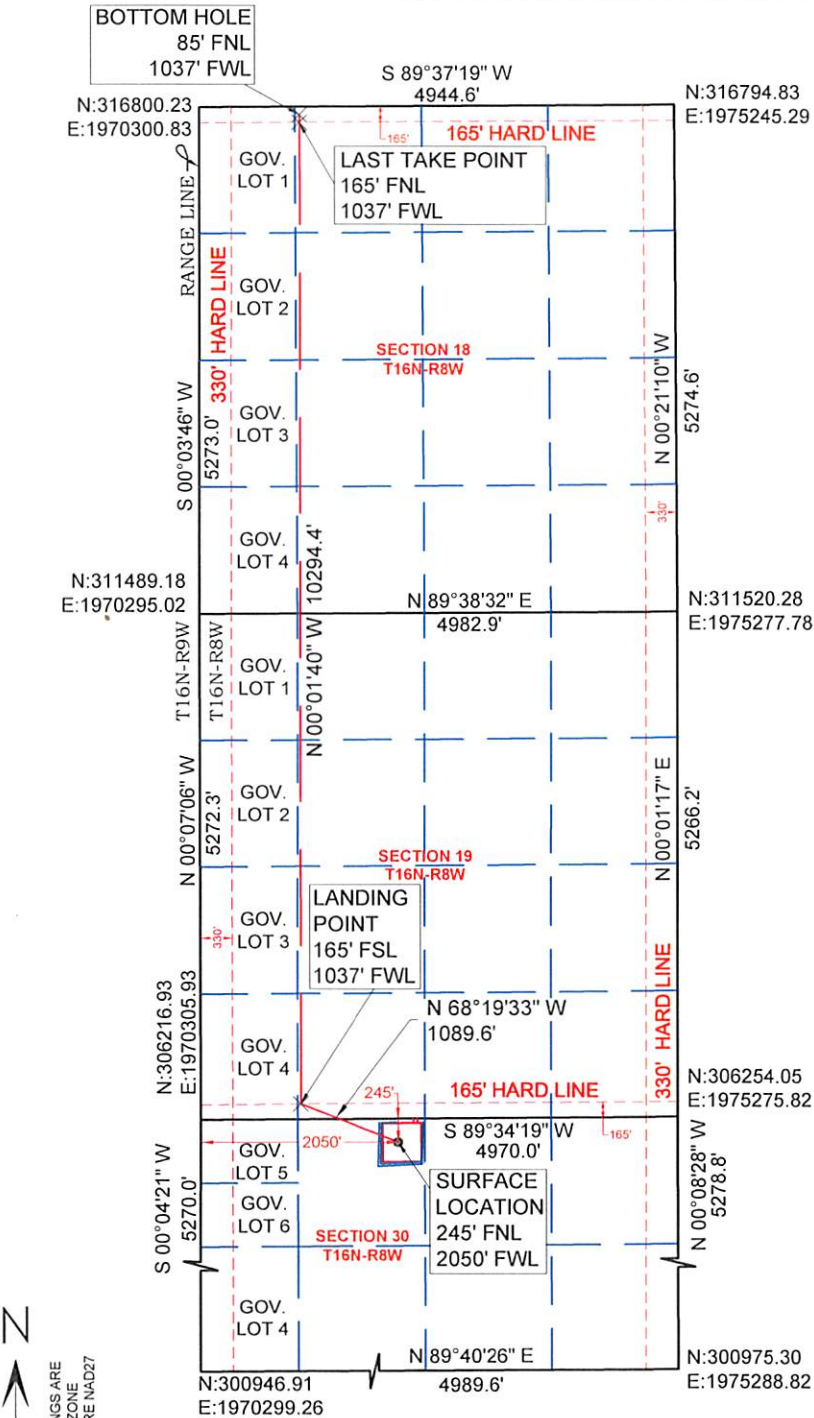 BOTTOM HOLE
85' FNL
1037' FWL
S 89°37'19" W
4944.6'
N:316800.23
E:1970300.83
N:316794.83
E:1975245.29
165'
165' HARD LINE
GOV.
LOT 1
LAST TAKE POINT
165' FNL
1037' FWL
RANGE LINE
330' HARD LINE
GOV.
LOT 2
SECTION 18
T16N-R8W
S 00°03'46" W
5273.0'
N 00°21'10" W
5274.6'
GOV.
LOT 3
330'
GOV.
LOT 4
N 00°01'40" W 10294.4'
N:311489.18
E:1970295.02
N 89°38'32" E
4982.9'
N:311520.28
E:1975277.78
T16N-R9W
T16N-R8W
GOV.
LOT 1
GOV.
LOT 2
N 00°07'06" W
5272.3'
N 00°01'17" E
5266.2'
SECTION 19
T16N-R8W
LANDING
POINT
165' FSL
1037' FWL
GOV.
LOT 3
330'
330' HARD LINE
N:306216.93
E:1970305.93
N 68°19'33" W
1089.6'
GOV.
LOT 4
245'
165' HARD LINE
N:306254.05
E:1975275.82
165'
S 89°34'19" W
4970.0'
2050'
GOV.
LOT 5
GOV.
LOT 6
SURFACE
LOCATION
245' FNL
2050' FWL
S 00°04'21" W
5270.0'
N 00°08'28" W
5278.8'
SECTION 30
T16N-R8W
GOV.
LOT 4
N 89°40'26" E
4989.6'
N:300946.91
E:1970299.26
N:300975.30
E:1975288.82
N
NGS ARE
ZONE
RE NAD27